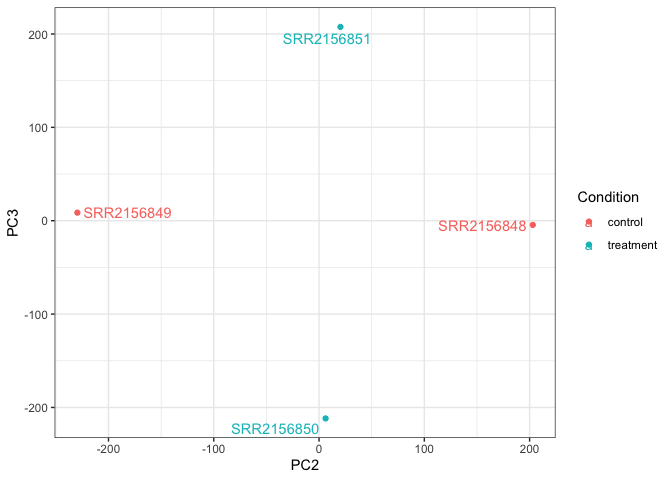 200
100
0
-100
-200
PC3
SRR2156851
SRR2156849
SRR2156848
SRR2156850
-200
-100
0
100
200
PC2
Condition
control
treatment